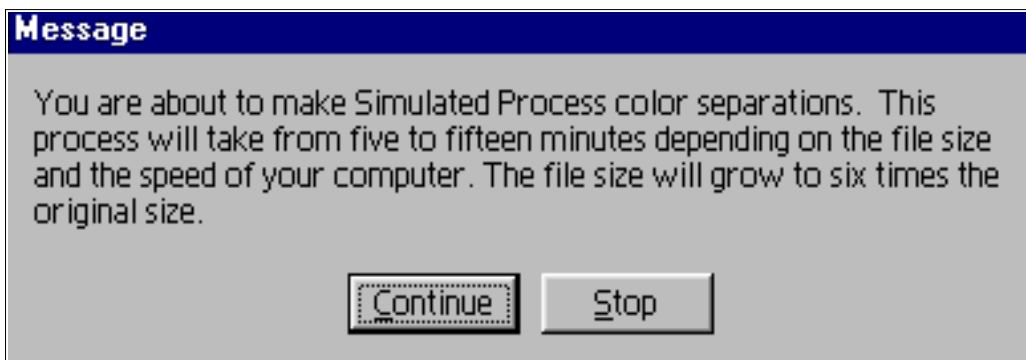 Message
You are about to make Simulated Process color separations.  This
process will take from five to fifteen minutes depending on the file size
and the speed of your computer. The file size will grow to six times the
original size.
Continue Stop